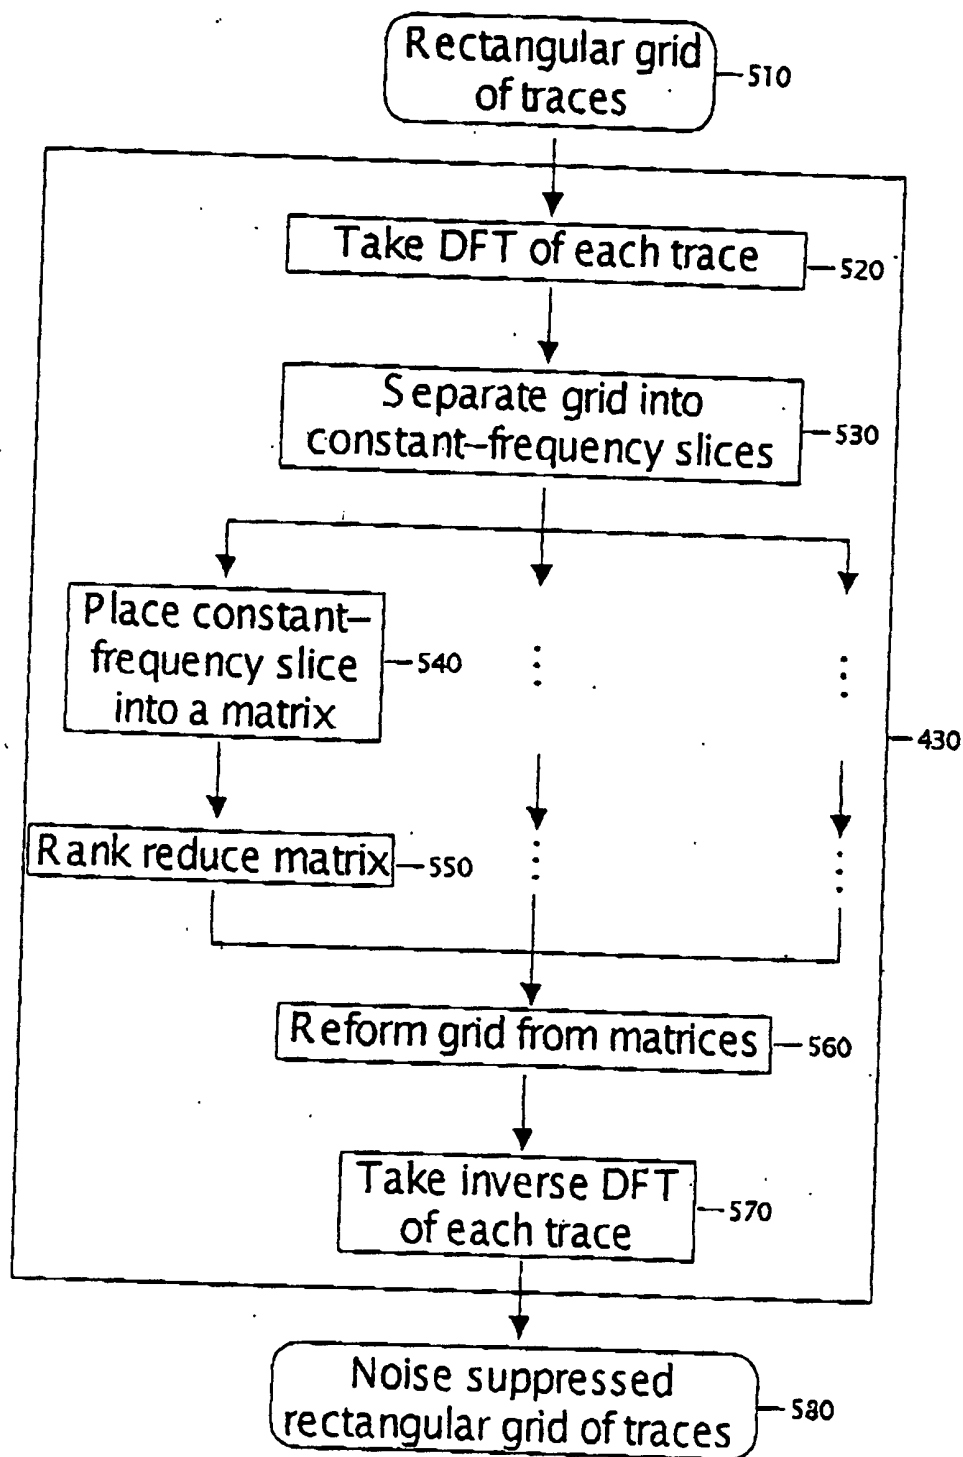 Rectangular grid
of traces
510
Take DFT of each trace
520
Separate grid into
constant–frequency slices
530
Place constant–
frequency slice
into a matrix
540
430
Rank reduce matrix
550
Reform grid from matrices
560
Take inverse DFT
of each trace
570
Noise suppressed
rectangular grid of traces
580